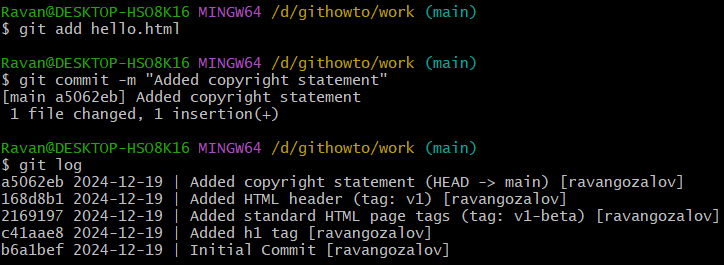 Ravan@DESKTOP-HSO8K16 MINGW64 /d/githowto/work (main)
$ git add hello.html
Ravan@DESKTOP-HSO8K16 MINGW64 /d/githowto/work (main)
$ git commit -m "Added copyright statement"
[main a5062eb] Added copyright statement
 1 file changed, 1 insertion(+)
Ravan@DESKTOP-HSO8K16 MINGW64 /d/githowto/work (main)
$ git log
a5062eb 2024-12-19 | Added copyright statement (HEAD -> main) [ravangozalov]
168d8b1 2024-12-19 | Added HTML header (tag: v1) [ravangozalov]
2169197 2024-12-19 | Added standard HTML page tags (tag: v1-beta) [ravangozalov]
c41aae8 2024-12-19 | Added h1 tag [ravangozalov]
b6a1bef 2024-12-19 | Initial Commit [ravangozalov]